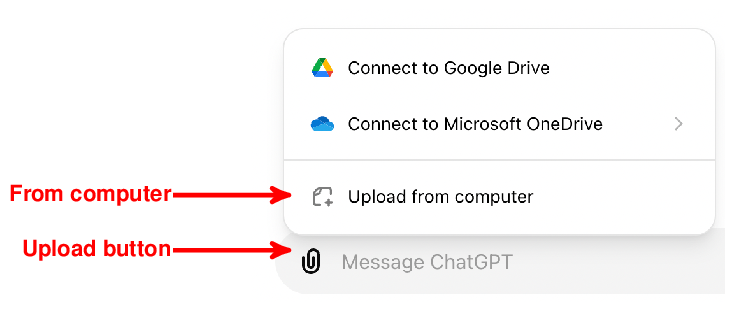 Connect to Google Drive
Connect to Microsoft OneDrive
From computer
Upload from computer
Upload button
Message ChatGPT